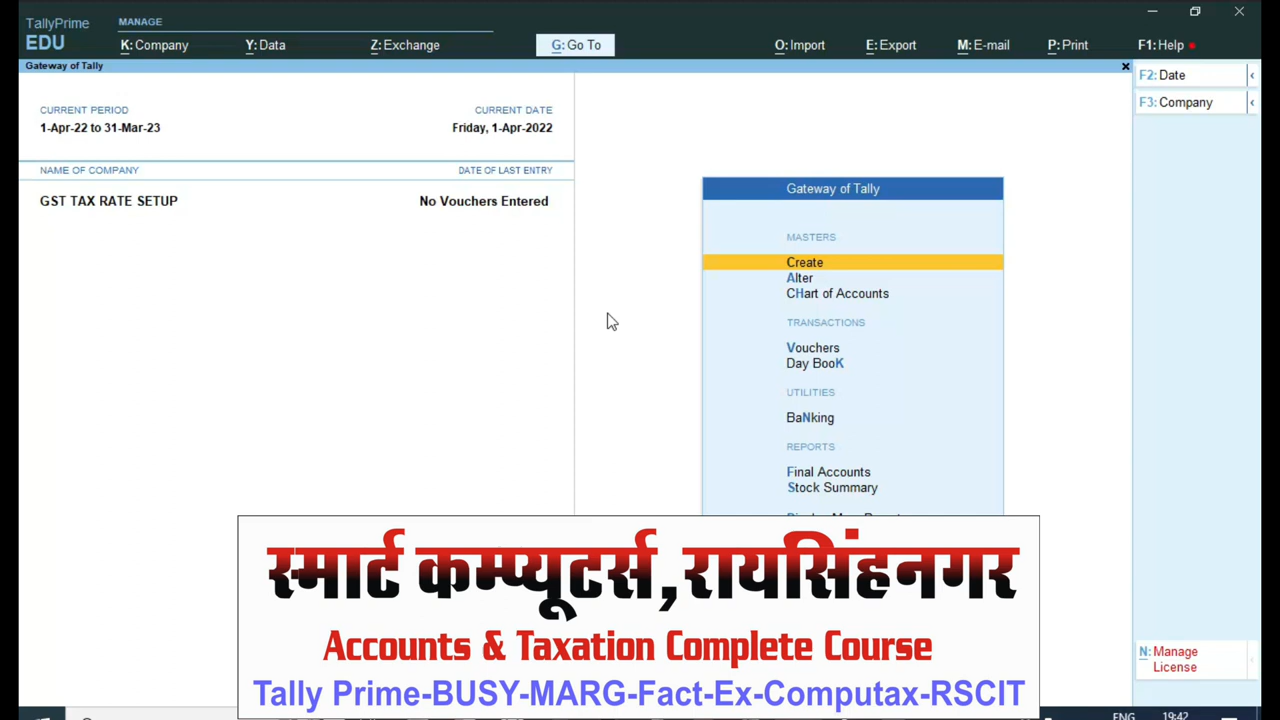 TallyPrime
EDU
MANAGE
K: Company
Y: Data
Z: Exchange
G: Go To
O: Import
E: Export
M: E-mail
P: Print
F1: Help
Gateway of Tally
F2: Date
F3: Company
CURRENT PERIOD
CURRENT DATE
1-Apr-22 to 31-Mar-23
Friday, 1-Apr-2022
NAME OF COMPANY
DATE OF LAST ENTRY
GST TAX RATE SETUP
No Vouchers Entered
Gateway of Tally
MASTERS
Create
Alter
CHart of Accounts
TRANSACTIONS
Vouchers
Day BooK
UTILITIES
BaNking
REPORTS
Final Accounts
Stock Summary
स्मार्ट कम्प्यूटर्स,रायसिंहनगर
Accounts & Taxation Complete Course
Tally Prime-BUSY-MARG-Fact-Ex-Computax-RSCIT
N: Manage
License
ENG
19:42